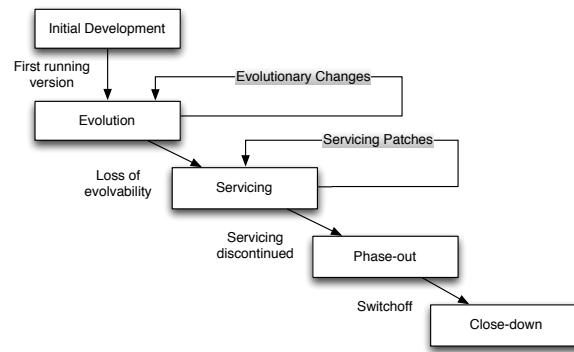 Initial Development
First running
version
Evolutionary Changes
Evolution
Servicing Patches
Loss of
evolvability
Servicing
Servicing
discontinued
Phase-out
Switchoff
Close-down